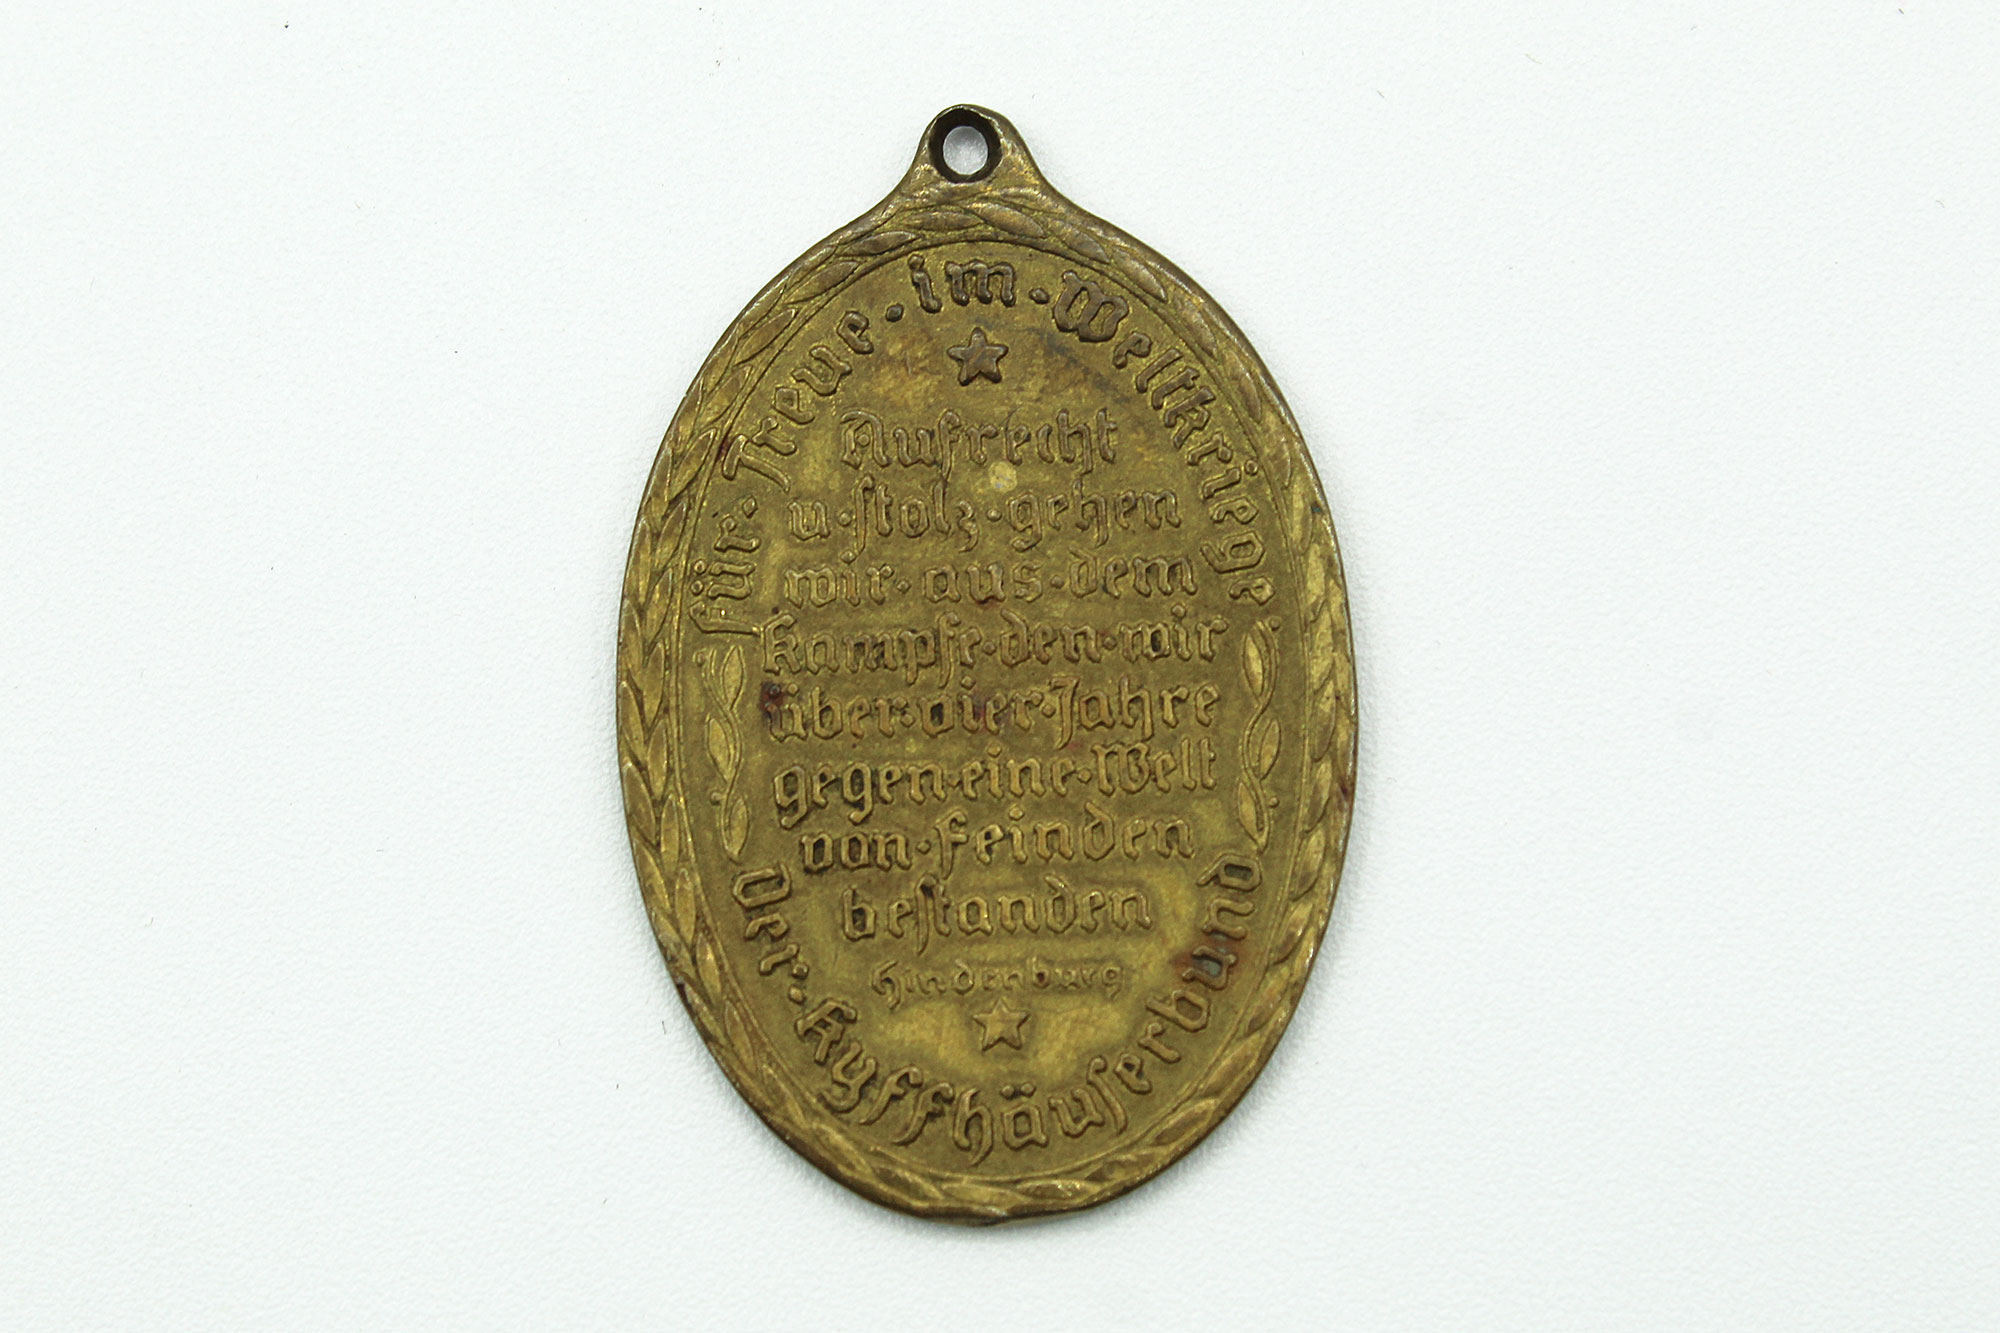 für · Treue · im · Weltkriege
Aufrecht
u · stolz · gehen
wir · aus · dem
Kampfe · den · wir
über · vier · Jahre
gegen · eine · Welt
von · Feinden
bestanden
Hindenburg
Der · Kyffhäuserbund